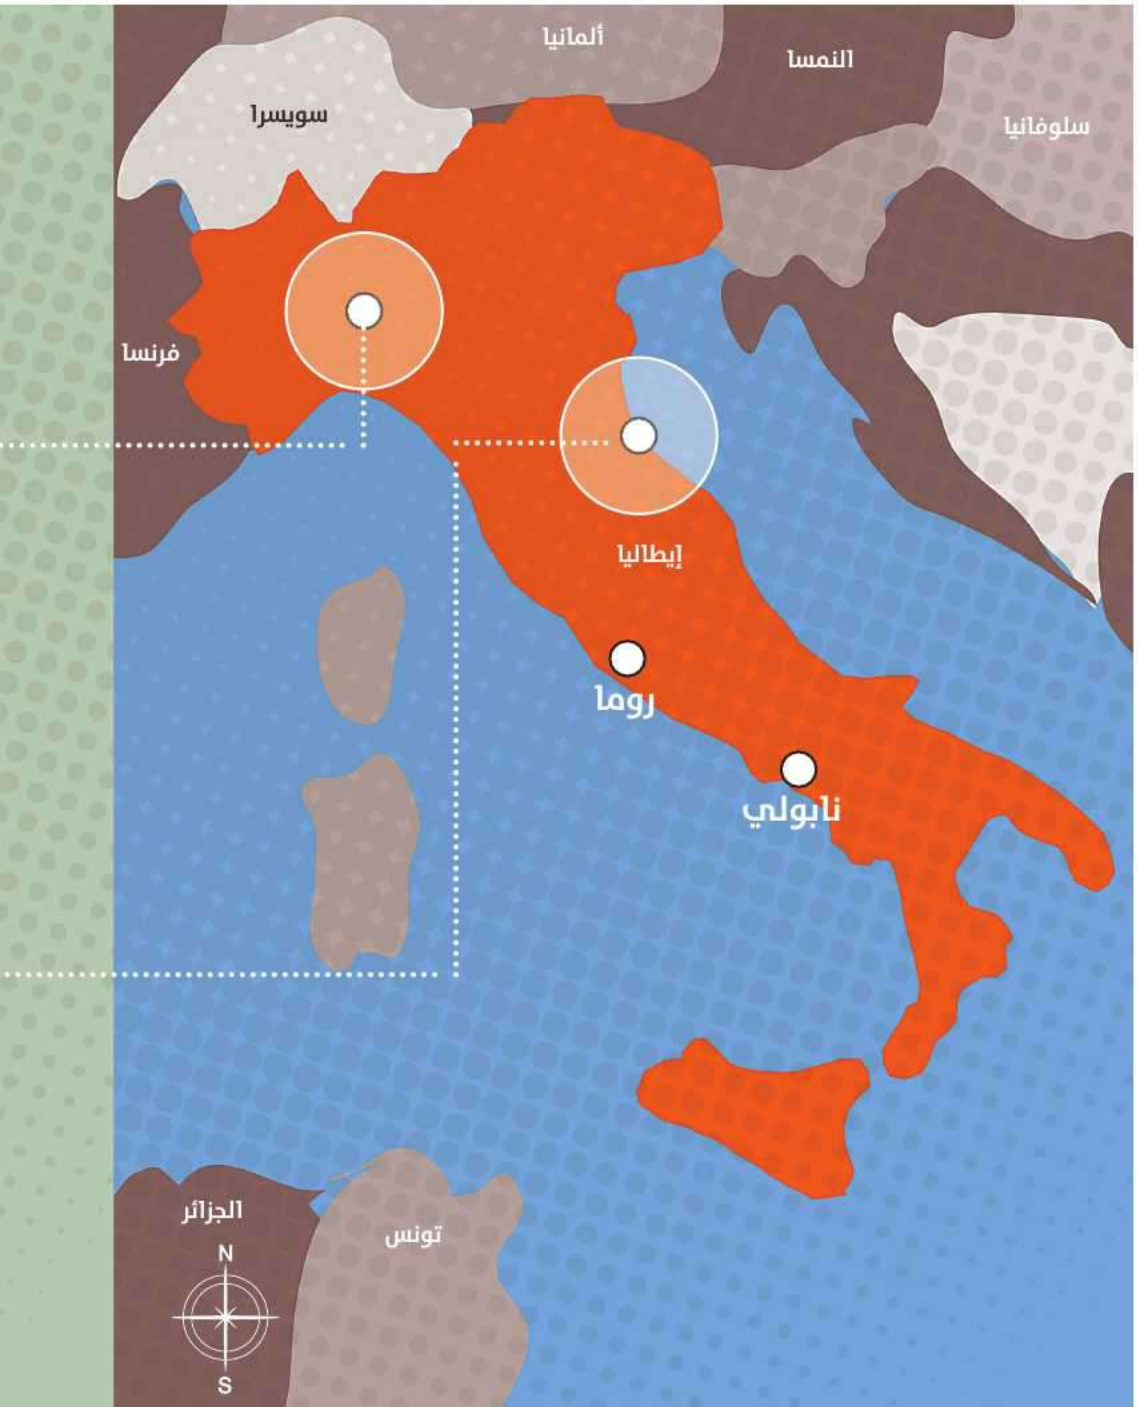 ألمانيا
النمسا
سويسرا
سلوفانيا
فرنسا
إيطاليا
روما
نابولي
الجزائر
تونس
N
S